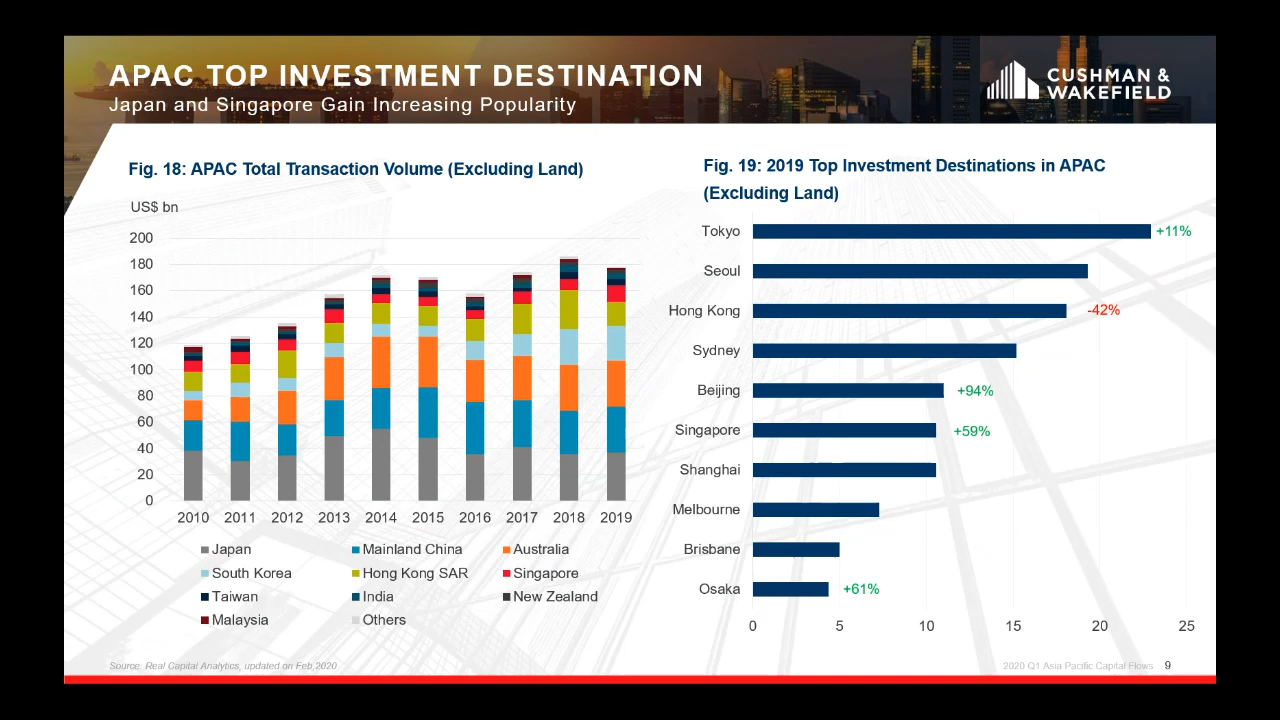 APAC TOP INVESTMENT DESTINATION
Japan and Singapore Gain Increasing Popularity
CUSHMAN &
WAKEFIELD
Fig. 18: APAC Total Transaction Volume (Excluding Land)
US$ bn
200
180
160
140
120
100
80
60
40
20
0
2010 2011 2012 2013 2014 2015 2016 2017 2018 2019
Japan Mainland China Australia
South Korea Hong Kong SAR Singapore
Taiwan India New Zealand
Malaysia Others
Fig. 19: 2019 Top Investment Destinations in APAC
(Excluding Land)
Tokyo +11%
Seoul
Hong Kong -42%
Sydney
Beijing +94%
Singapore +59%
Shanghai
Melbourne
Brisbane
Osaka +61%
0 5 10 15 20 25
Source: Real Capital Analytics, updated on Feb,2020
2020 Q1 Asia Pacific Capital Flows 9